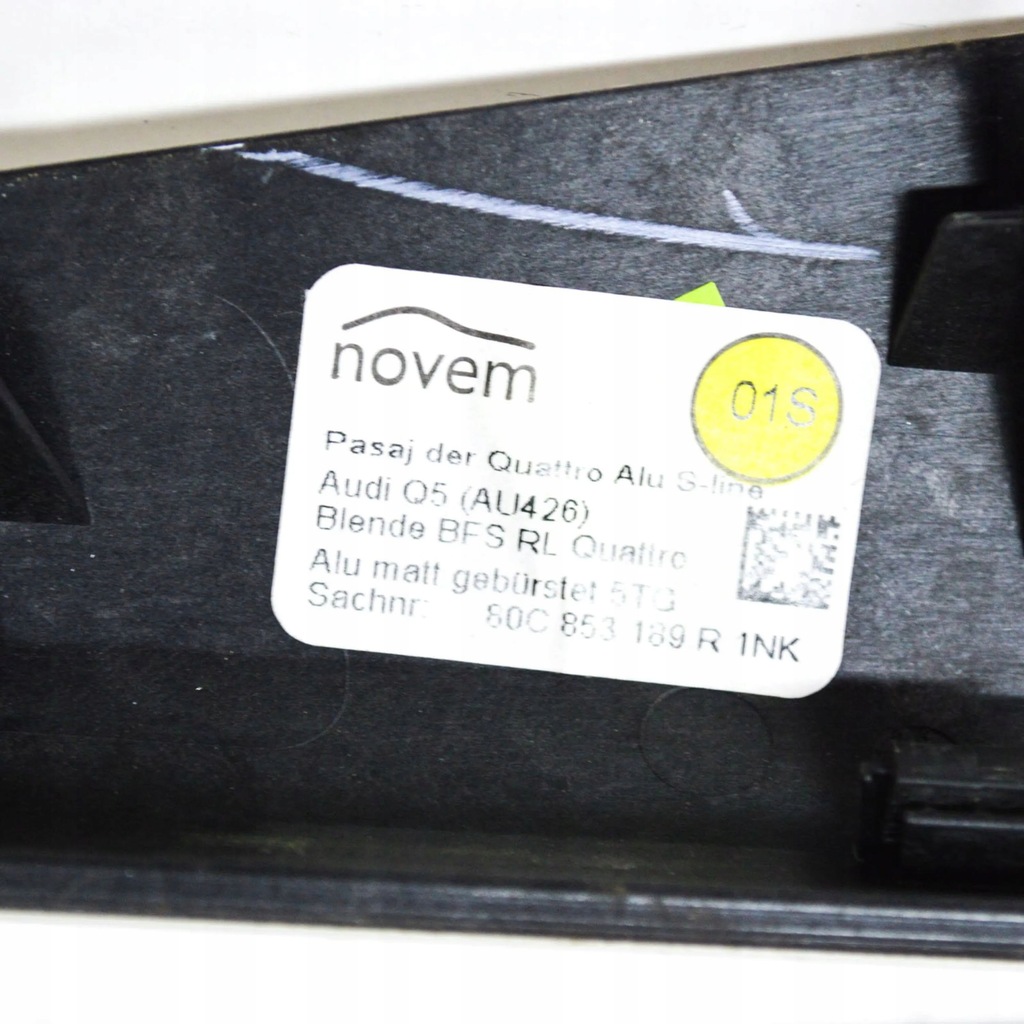 novem
01S
Pasaj der Quattro Alu S-line
Audi Q5 (AU426)
Blende BFS RL Quattro
Alu matt gebürstet 5TG
Sachnr: 80C 853 189 R 1NK